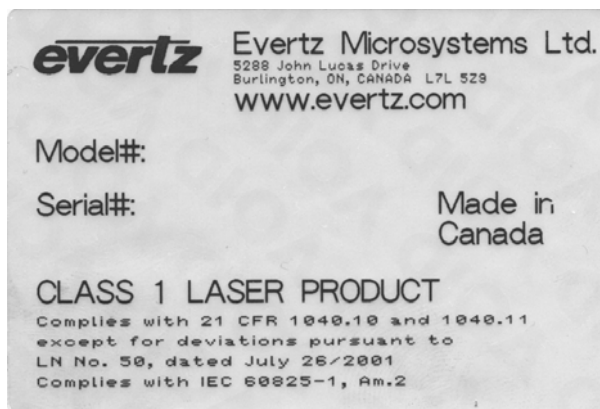 evertz
Evertz Microsystems Ltd.
5288 John Lucas Drive
Burlington, ON, CANADA L7L 5Z9
www.evertz.com
Model#:
Serial#:
Made in
Canada
CLASS 1 LASER PRODUCT
Complies with 21 CFR 1040.10 and 1040.11
except for deviations pursuant to
LN No. 50, dated July 26/2001
Complies with IEC 60825-1, Am.2